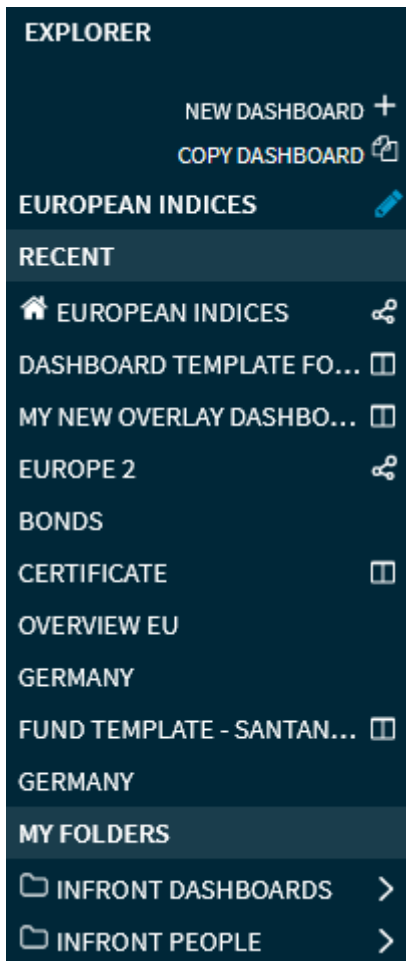 EXPLORER
NEW DASHBOARD
COPY DASHBOARD
EUROPEAN INDICES
RECENT
EUROPEAN INDICES
DASHBOARD TEMPLATE FO...
MY NEW OVERLAY DASHBO...
EUROPE 2
BONDS
CERTIFICATE
OVERVIEW EU
GERMANY
FUND TEMPLATE - SANTAN...
GERMANY
MY FOLDERS
INFRONT DASHBOARDS
INFRONT PEOPLE